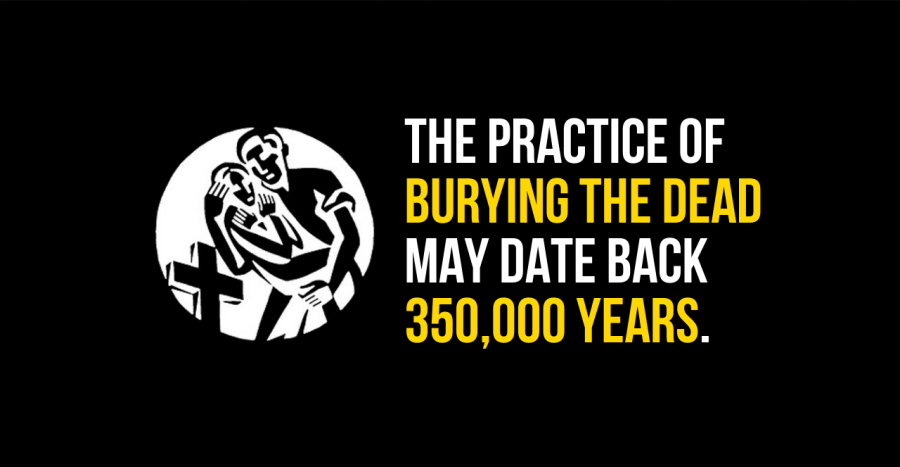 THE PRACTICE OF
BURYING THE DEAD
MAY DATE BACK
350,000 YEARS.